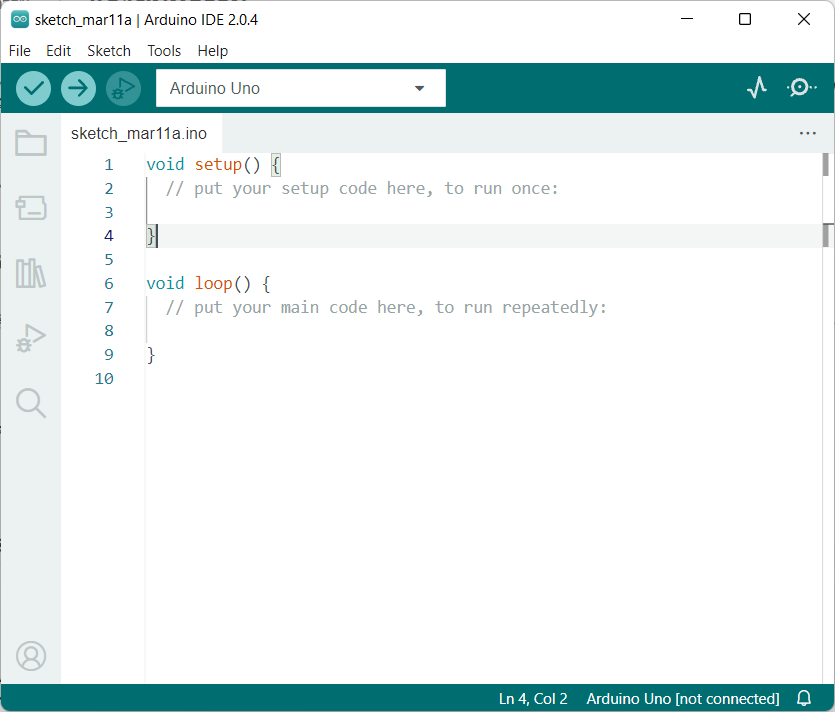 sketch_mar11a | Arduino IDE 2.0.4
File Edit Sketch Tools Help
Arduino Uno
sketch_mar11a.ino
1 void setup() {
2 // put your setup code here, to run once:
3
4 }
5
6 void loop() {
7 // put your main code here, to run repeatedly:
8
9 }
10
Ln 4, Col 2 Arduino Uno [not connected]